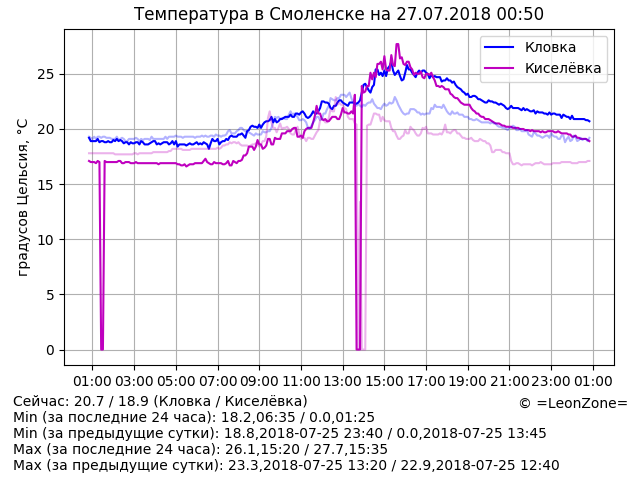 Температура в Смоленске на 27.07.2018 00:50
Кловка
Киселёвка
градусов Цельсия, °C
25
20
15
10
5
0
01:00 03:00 05:00 07:00 09:00 11:00 13:00 15:00 17:00 19:00 21:00 23:00 01:00
Сейчас: 20.7 / 18.9 (Кловка / Киселёвка)
© =LeonZone=
Min (за последние 24 часа): 18.2,06:35 / 0.0,01:25
Min (за предыдущие сутки): 18.8,2018-07-25 23:40 / 0.0,2018-07-25 13:45
Max (за последние 24 часа): 26.1,15:20 / 27.7,15:35
Max (за предыдущие сутки): 23.3,2018-07-25 13:20 / 22.9,2018-07-25 12:40